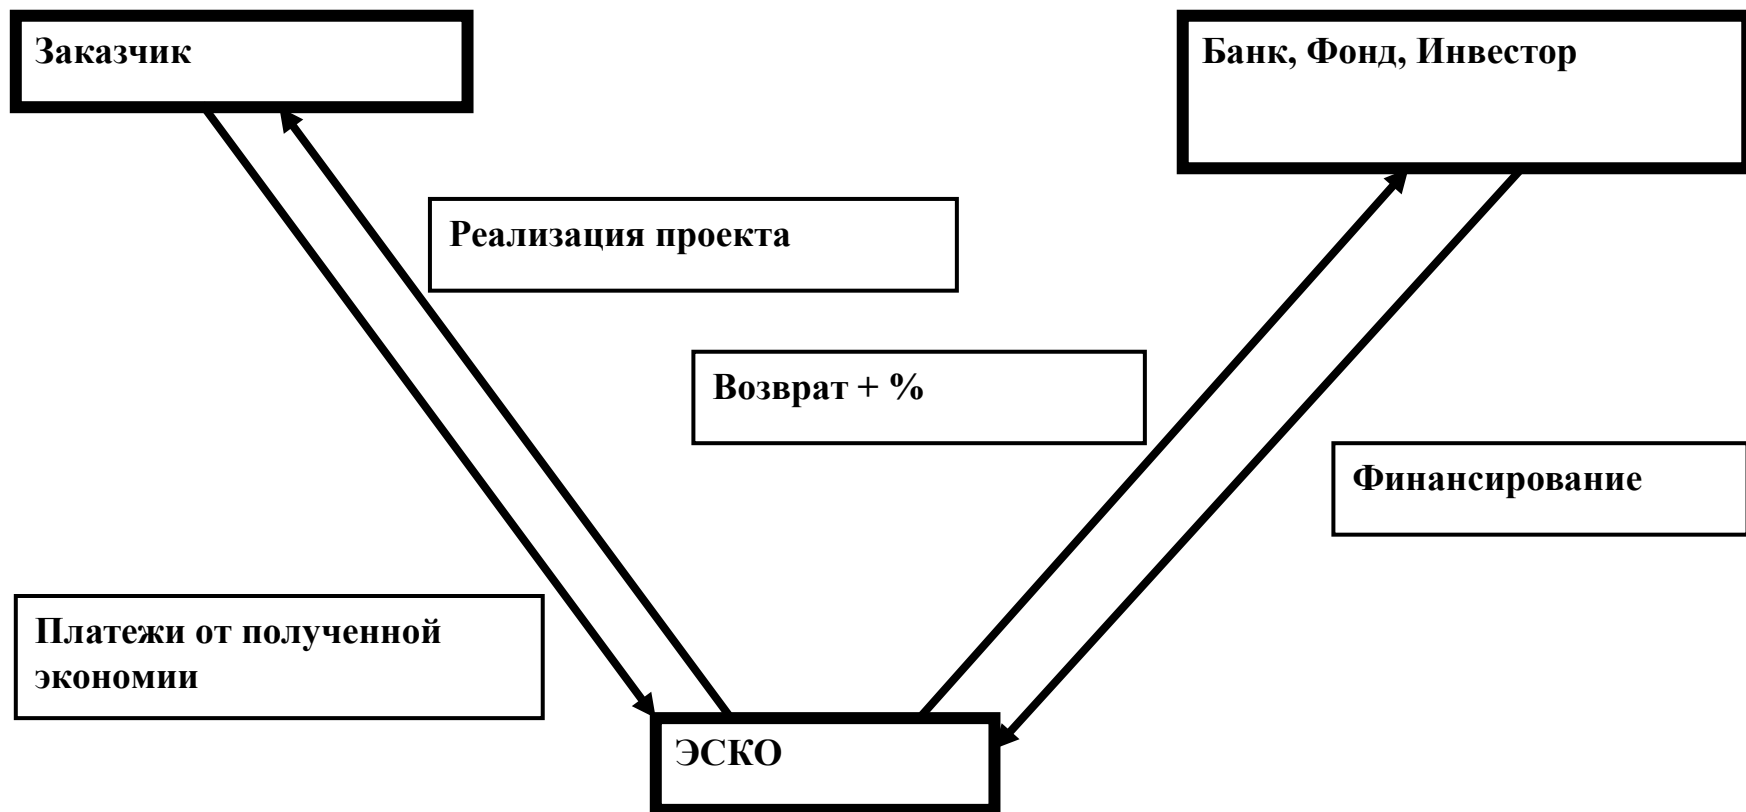 Заказчик
Банк, Фонд, Инвестор
Реализация проекта
Возврат + %
Финансирование
Платежи от полученной
экономии
ЭСКО